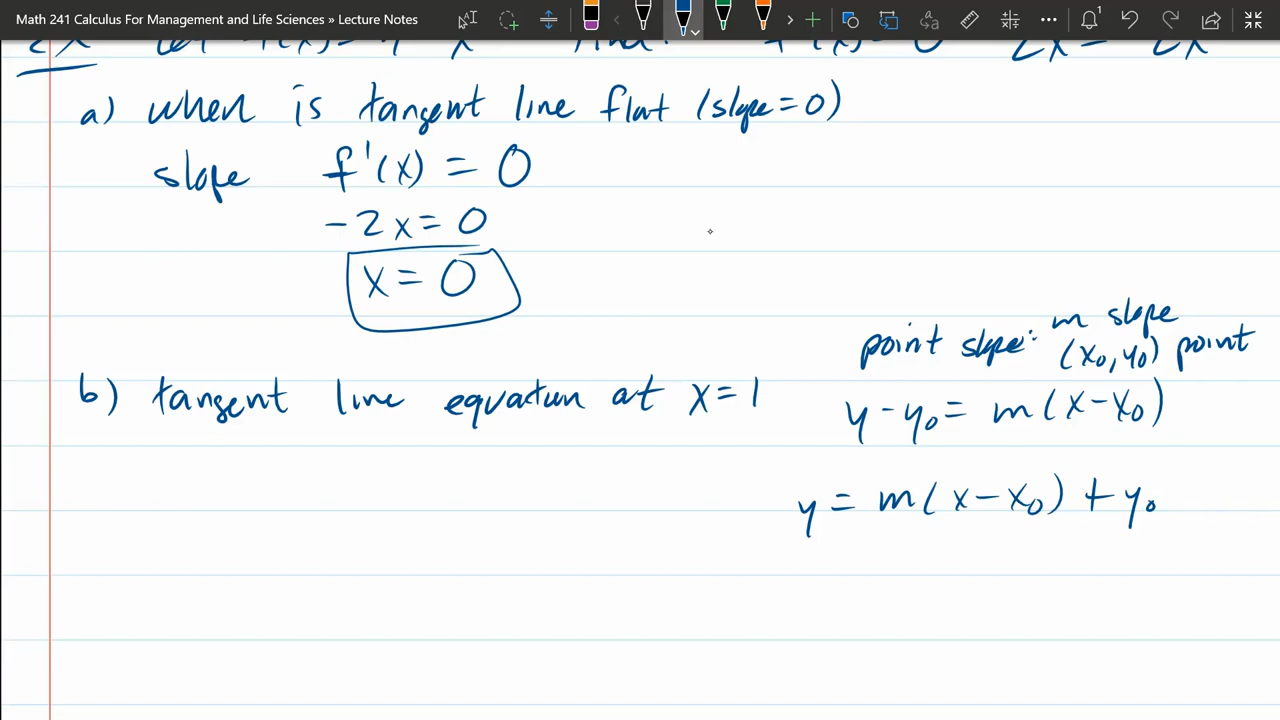 Math 241 Calculus For Management and Life Sciences » Lecture Notes
a) when is tangent line flat (slope=0)
slope f'(x) = 0
-2x = 0
x = 0
point slope: m slope
(x₀, y₀) point
b) tangent line equation at x=1
y - y₀ = m(x - x₀)
y = m(x - x₀) + y₀